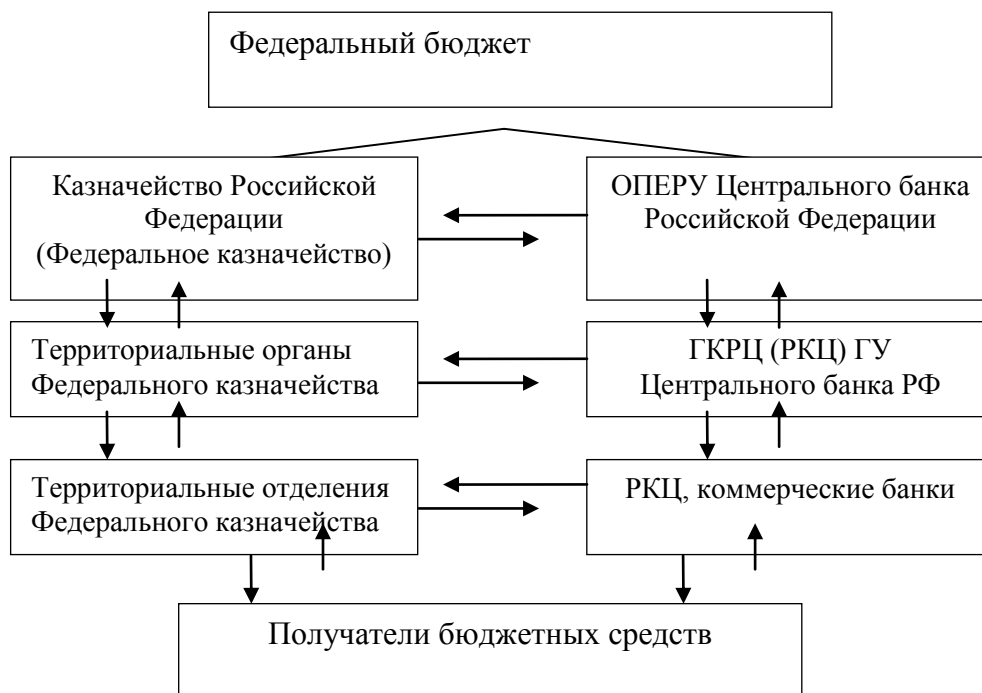 Федеральный бюджет
Казначейство Российской
Федерации
(Федеральное казначейство)
ОПЕРУ Центрального банка
Российской Федерации
Территориальные органы
Федерального казначейства
ГКРЦ (РКЦ) ГУ
Центрального банка РФ
Территориальные отделения
Федерального казначейства
РКЦ, коммерческие банки
Получатели бюджетных средств